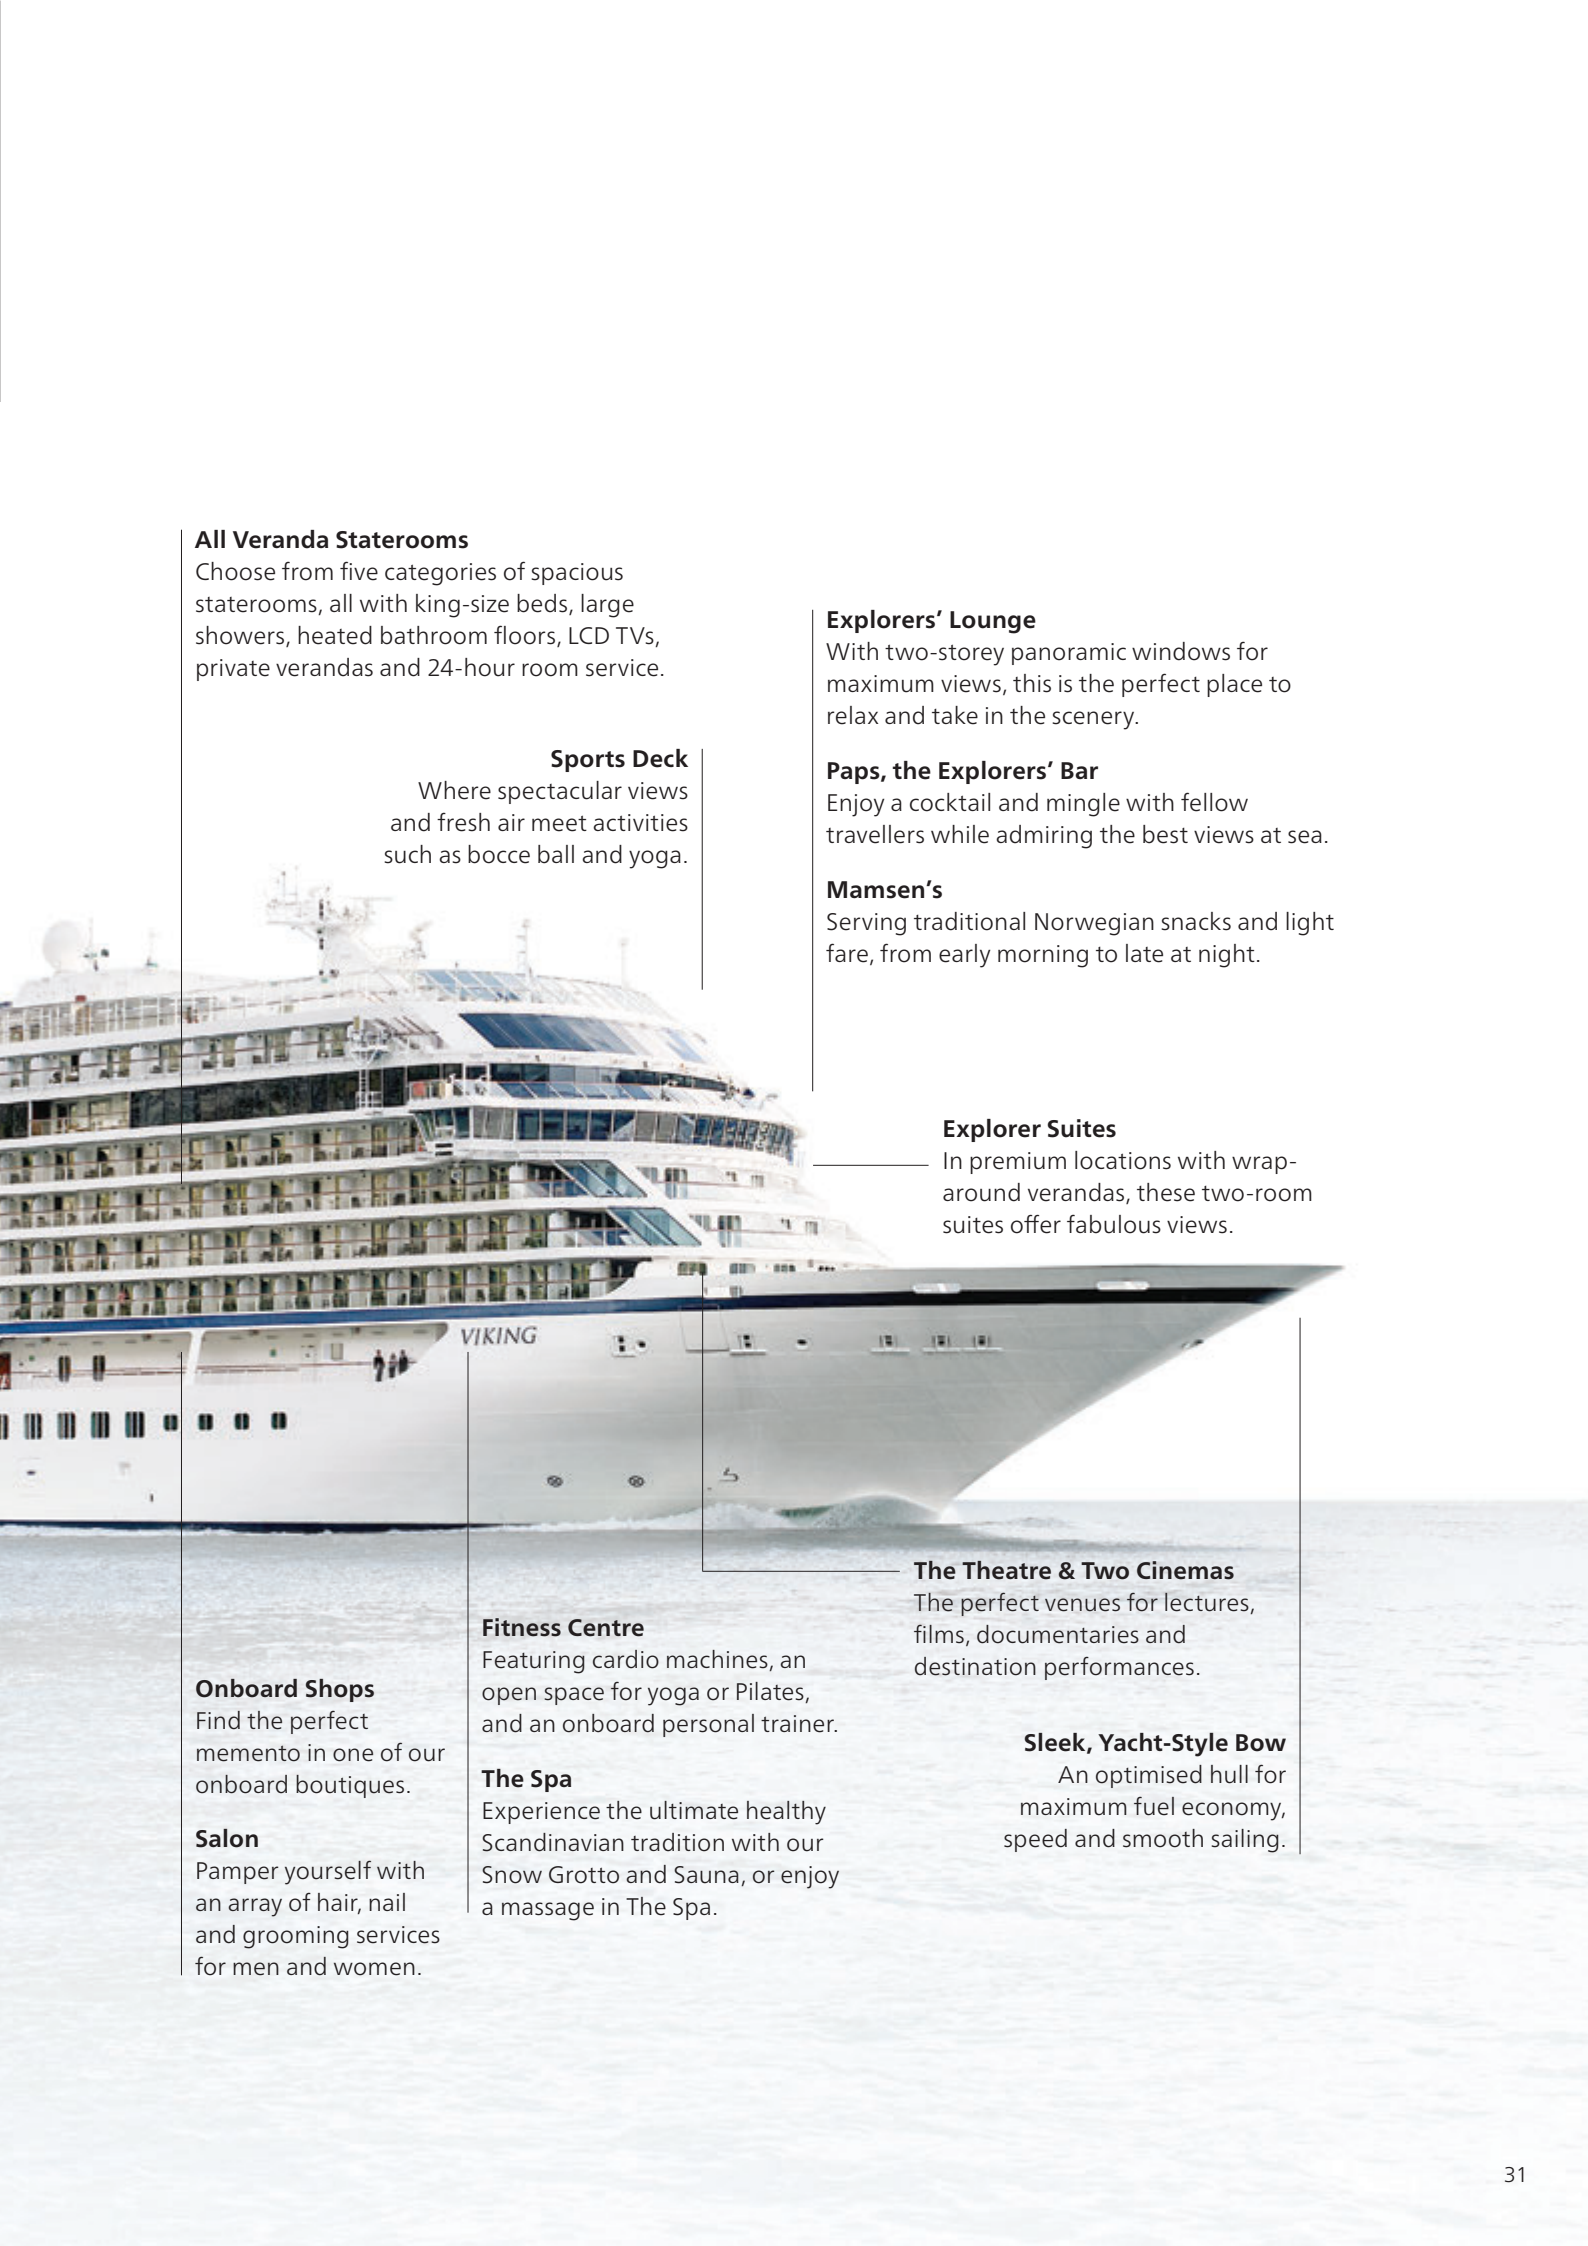 All Veranda Staterooms
Choose from five categories of spacious
staterooms, all with king-size beds, large
showers, heated bathroom floors, LCD TVs,
private verandas and 24-hour room service.
Sports Deck
Where spectacular views
and fresh air meet activities
such as bocce ball and yoga.
Explorers’ Lounge
With two-storey panoramic windows for
maximum views, this is the perfect place to
relax and take in the scenery.
Paps, the Explorers’ Bar
Enjoy a cocktail and mingle with fellow
travellers while admiring the best views at sea.
Mamsen’s
Serving traditional Norwegian snacks and light
fare, from early morning to late at night.
Explorer Suites
In premium locations with wrap-
around verandas, these two-room
suites offer fabulous views.
VIKING
The Theatre & Two Cinemas
The perfect venues for lectures,
films, documentaries and
destination performances.
Fitness Centre
Featuring cardio machines, an
open space for yoga or Pilates,
and an onboard personal trainer.
The Spa
Experience the ultimate healthy
Scandinavian tradition with our
Snow Grotto and Sauna, or enjoy
a massage in The Spa.
Onboard Shops
Find the perfect
memento in one of our
onboard boutiques.
Salon
Pamper yourself with
an array of hair, nail
and grooming services
for men and women.
Sleek, Yacht-Style Bow
An optimised hull for
maximum fuel economy,
speed and smooth sailing.
31